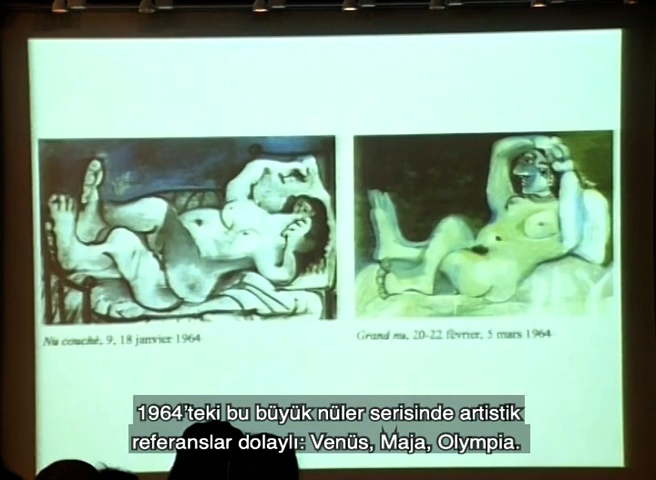 Nu couché, 9, 18 janvier 1964
Grand nu, 20-22 février, 5 mars 1964
1964'teki bu büyük nüler serisinde artistik
referanslar dolaylı: Venüs, Maja, Olympia.